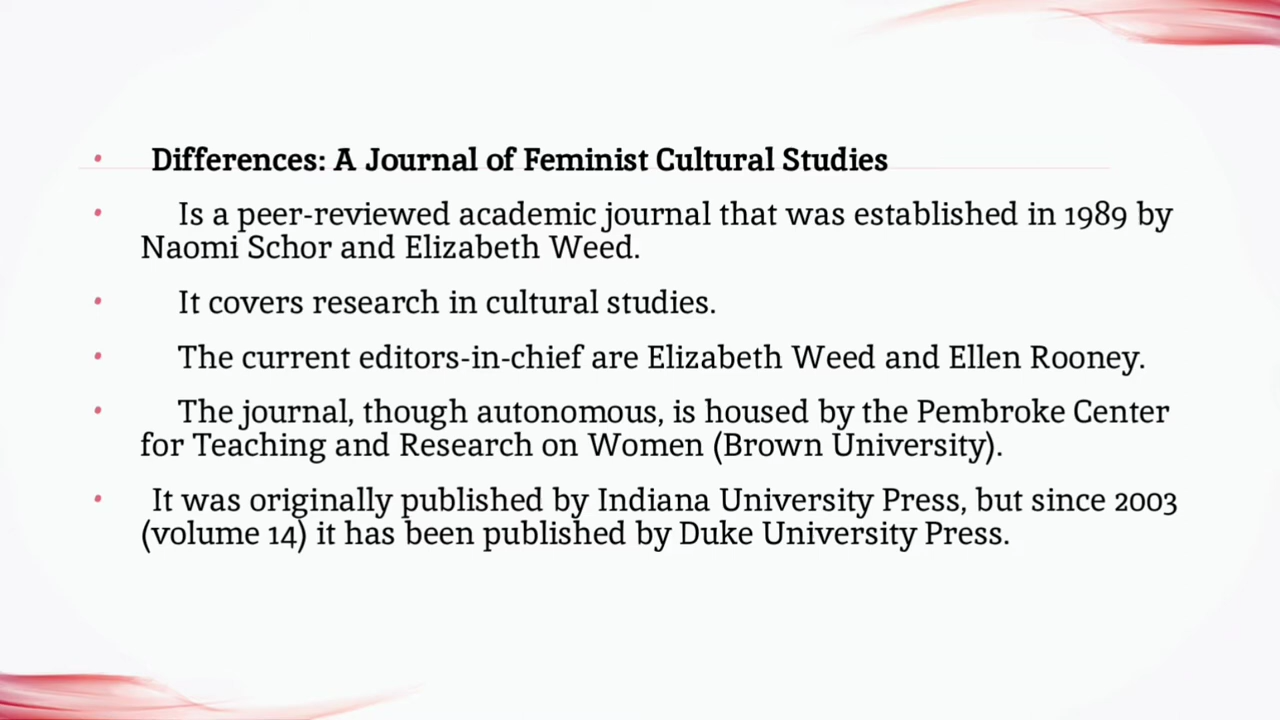 • Differences: A Journal of Feminist Cultural Studies
• Is a peer-reviewed academic journal that was established in 1989 by
Naomi Schor and Elizabeth Weed.
• It covers research in cultural studies.
• The current editors-in-chief are Elizabeth Weed and Ellen Rooney.
• The journal, though autonomous, is housed by the Pembroke Center
for Teaching and Research on Women (Brown University).
• It was originally published by Indiana University Press, but since 2003
(volume 14) it has been published by Duke University Press.